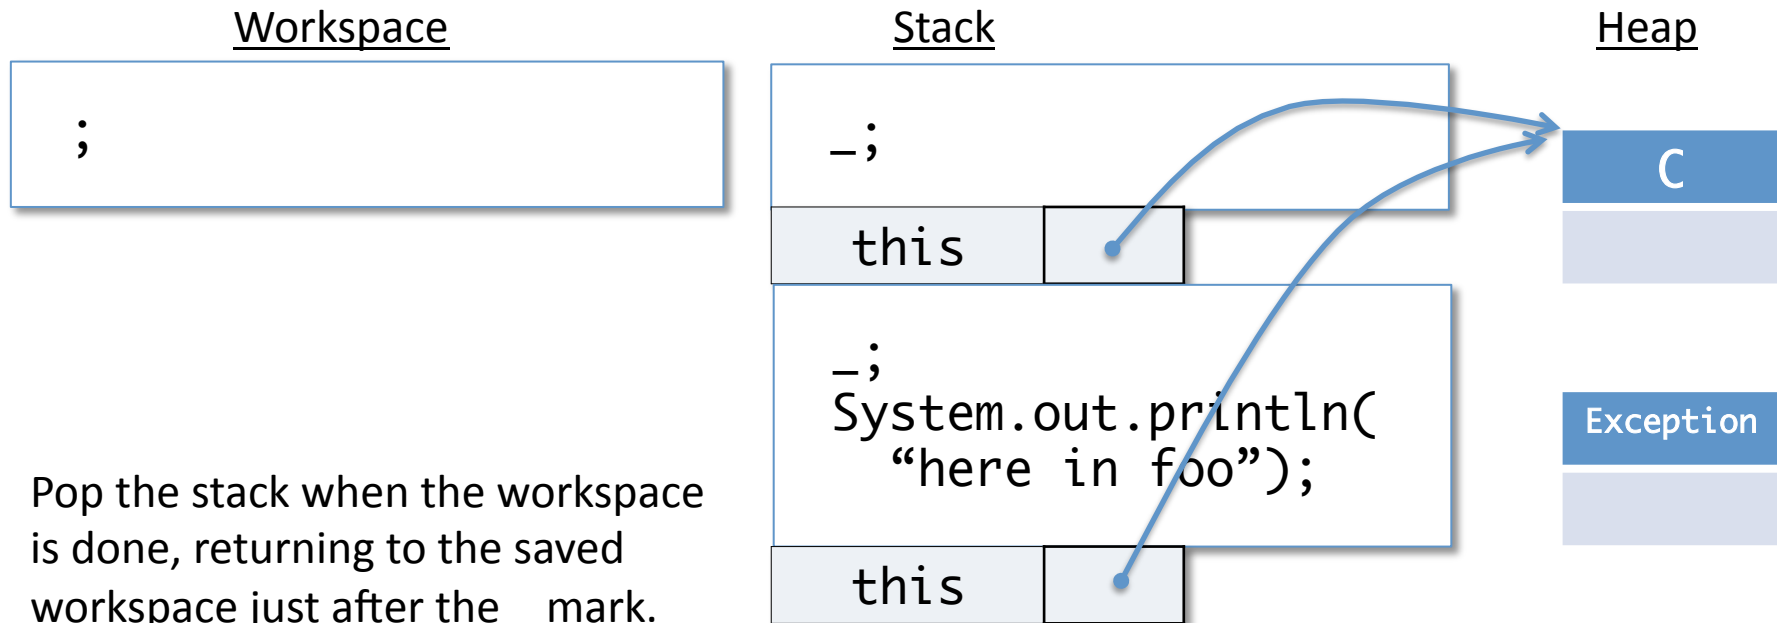 Workspace
Stack
Heap
;
_;
C
this
_;
System.out.println(
“here in foo”);
Exception
Pop the stack when the workspace
is done, returning to the saved
workspace just after the mark.
this